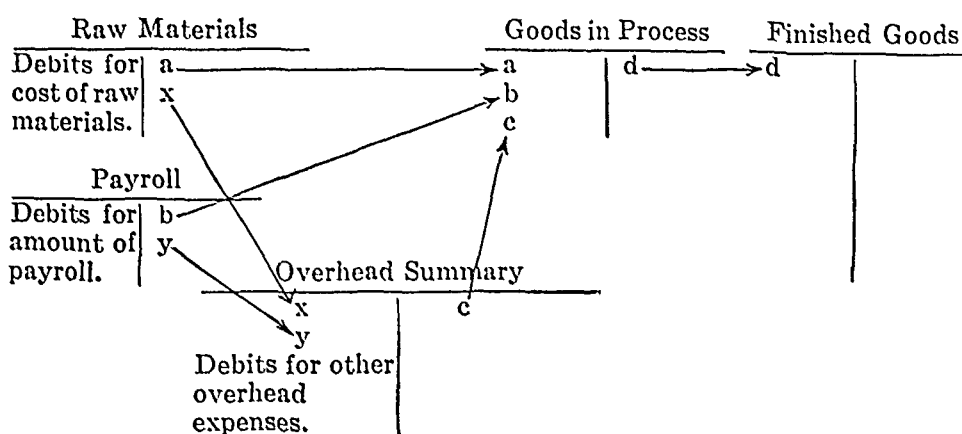 Raw Materials
Goods in Process
Finished Goods
Debits for a
cost of raw x
materials.
a d
b
c
d
Payroll
Debits for b
amount of y
payroll.
Overhead Summary
x c
y
Debits for other
overhead
expenses.